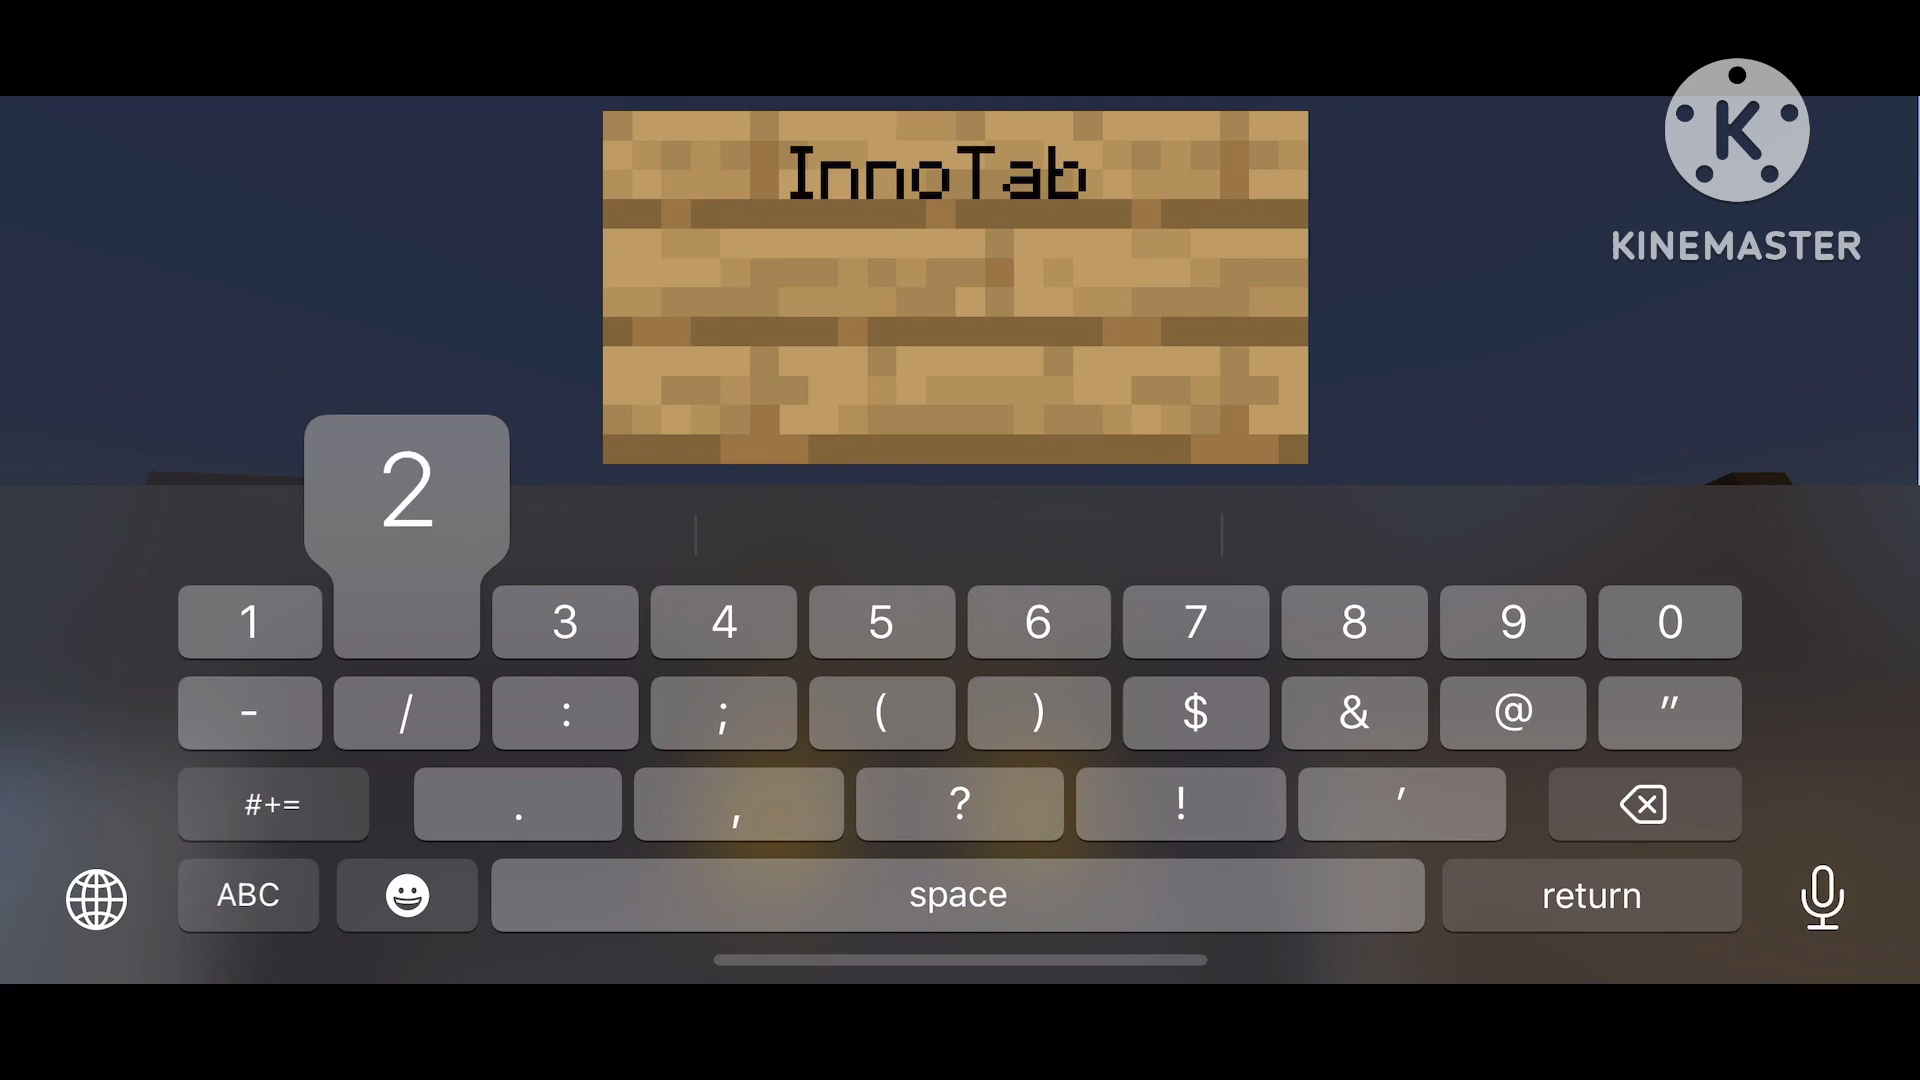 InnoTab
K
KINEMASTER
2
1 3 4 5 6 7 8 9 0
- / : ; ( ) $ & @ "
#+= . , ? ! '
ABC space return